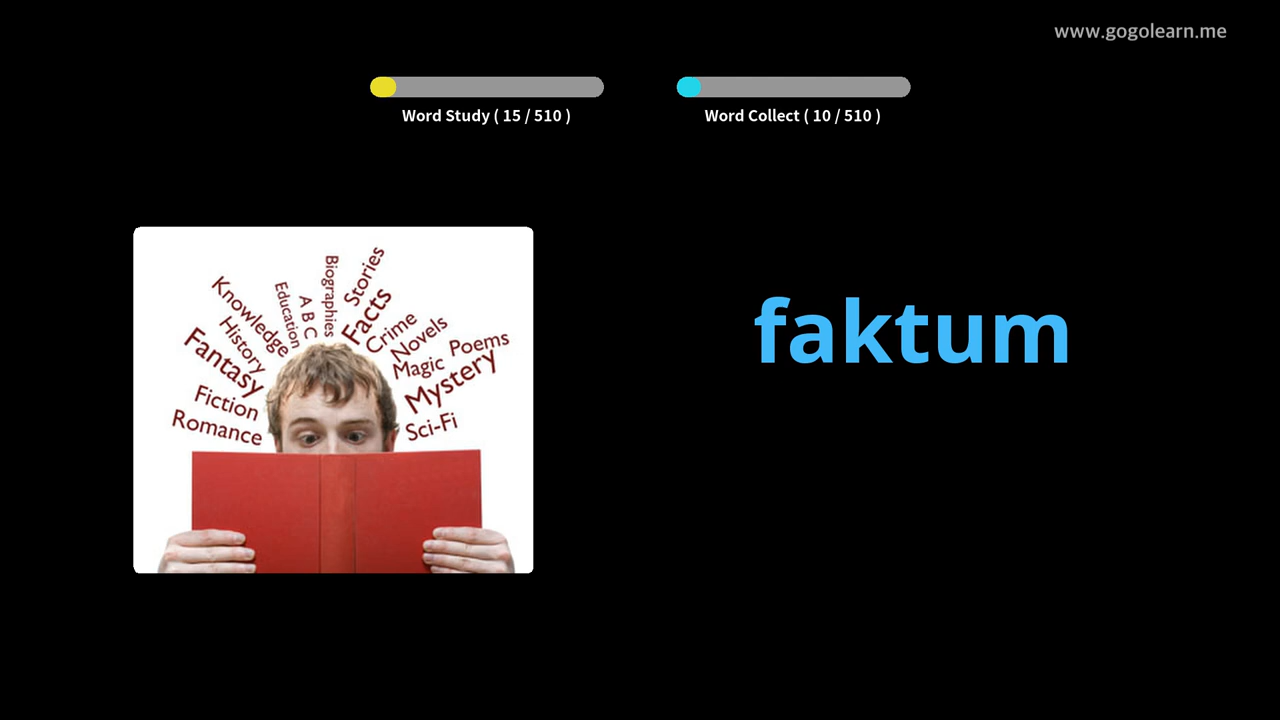 www.gogolearn.me
Word Study ( 15 / 510 )
Word Collect ( 10 / 510 )
faktum
Biographies
Stories
Education
A B C
Facts
Knowledge
Crime
History
Novels
Poems
Fantasy
Magic
Mystery
Fiction
Romance
Sci-Fi